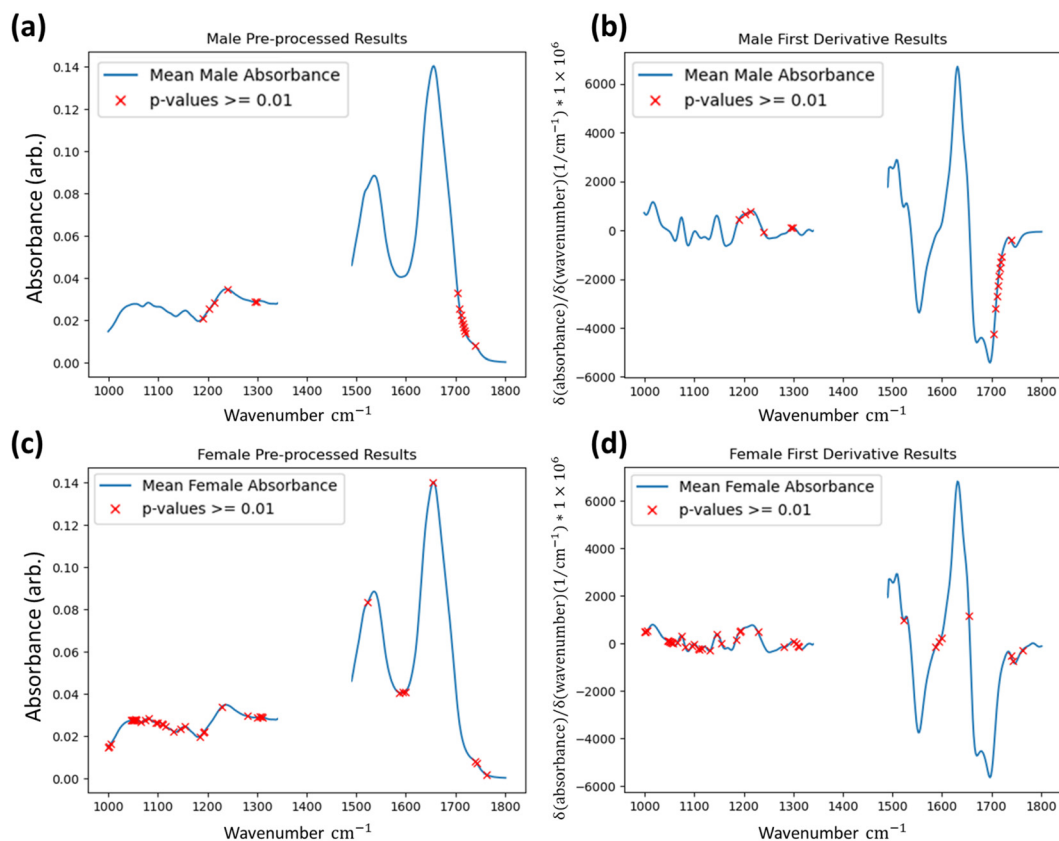 (a)
Male Pre-processed Results
Mean Male Absorbance
p-values >= 0.01
0.14
0.12
0.10
0.08
0.06
0.04
0.02
0.00
Absorbance (arb.)
1000 1100 1200 1300 1400 1500 1600 1700 1800
Wavenumber cm⁻¹
(b)
Male First Derivative Results
Mean Male Absorbance
p-values >= 0.01
6000
4000
2000
0
−2000
−4000
−6000
δ(absorbance)/δ(wavenumber)(1/cm⁻¹) * 1 × 10⁶
1000 1100 1200 1300 1400 1500 1600 1700 1800
Wavenumber cm⁻¹
(c)
Female Pre-processed Results
Mean Female Absorbance
p-values >= 0.01
0.14
0.12
0.10
0.08
0.06
0.04
0.02
0.00
Absorbance (arb.)
1000 1100 1200 1300 1400 1500 1600 1700 1800
Wavenumber cm⁻¹
(d)
Female First Derivative Results
Mean Female Absorbance
p-values >= 0.01
6000
4000
2000
0
−2000
−4000
−6000
δ(absorbance)/δ(wavenumber)(1/cm⁻¹) * 1 × 10⁶
1000 1100 1200 1300 1400 1500 1600 1700 1800
Wavenumber cm⁻¹